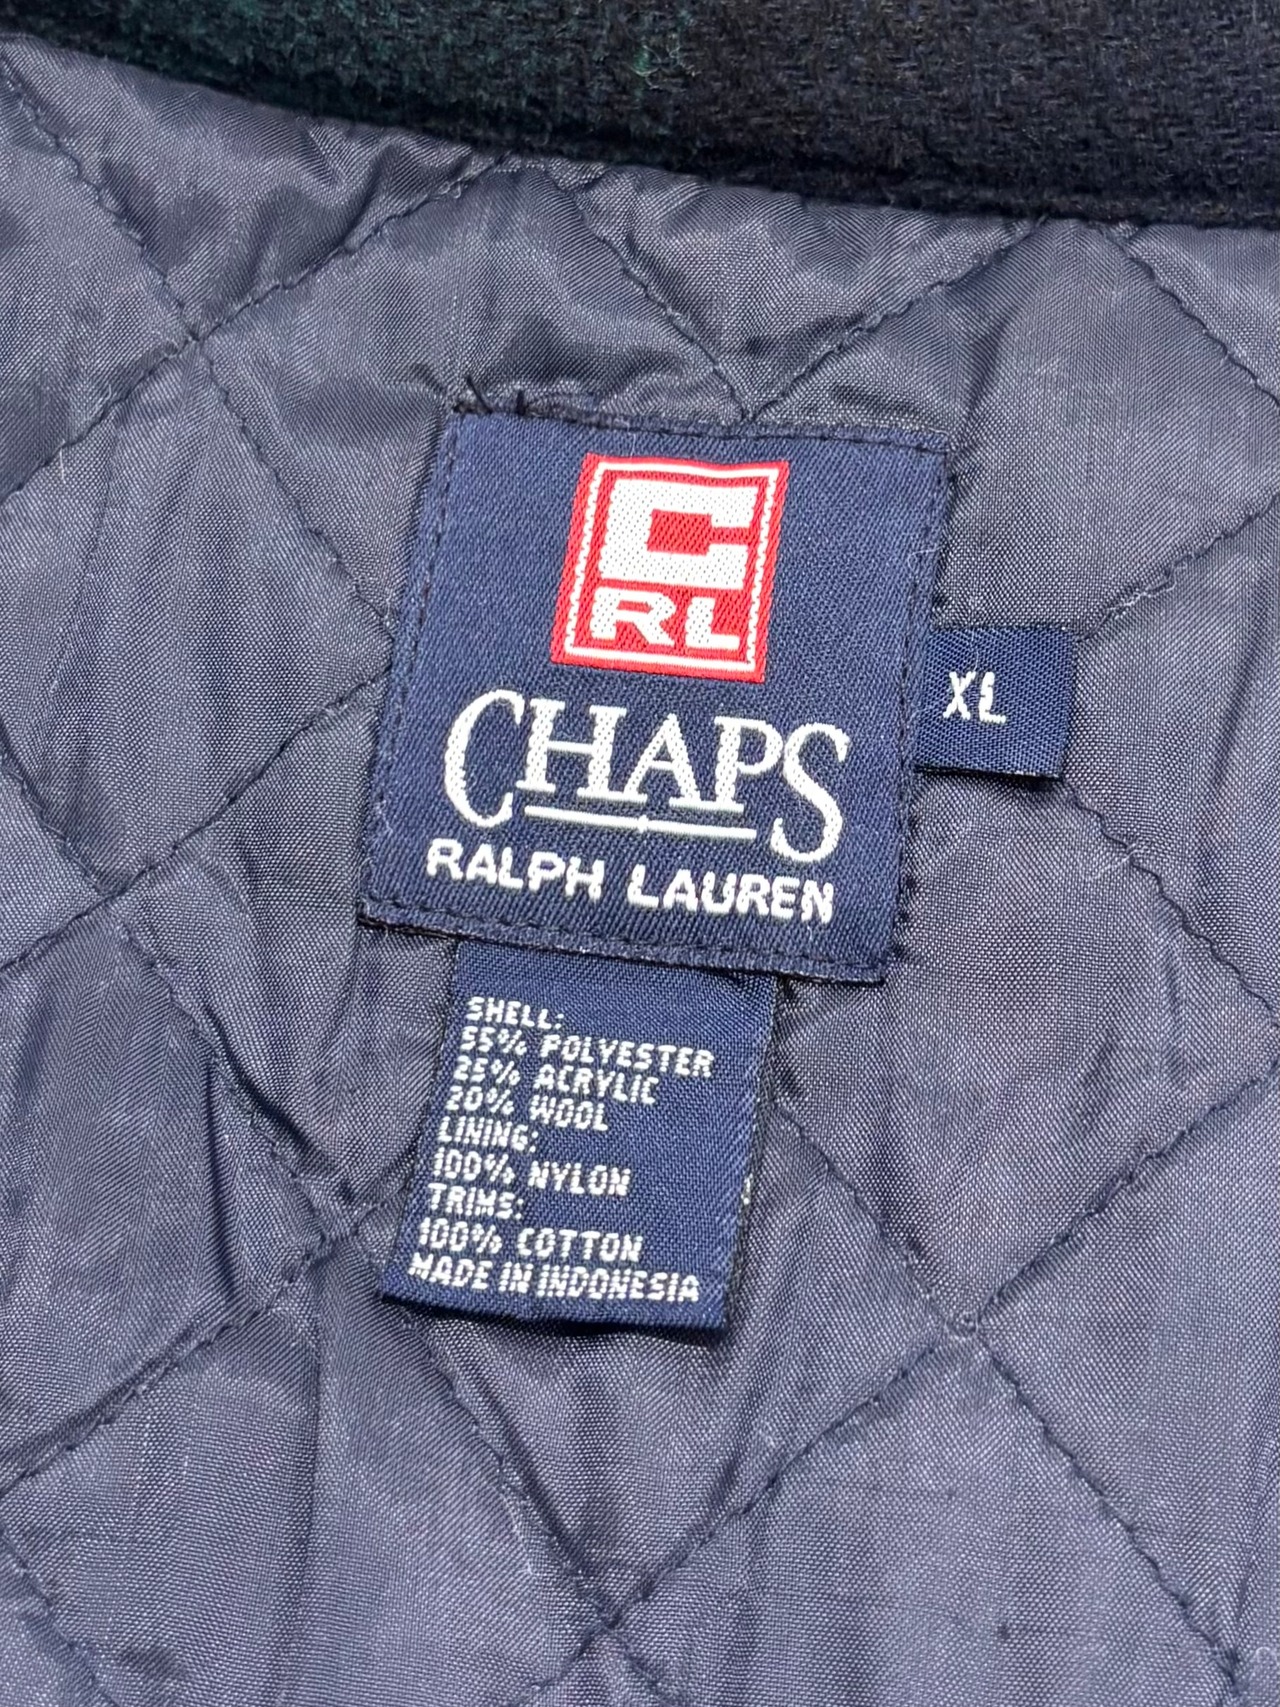 C
RL
CHAPS
RALPH LAUREN
XL
SHELL:
55% POLYESTER
25% ACRYLIC
20% WOOL
LINING:
100% NYLON
TRIMS:
100% COTTON
MADE IN INDONESIA